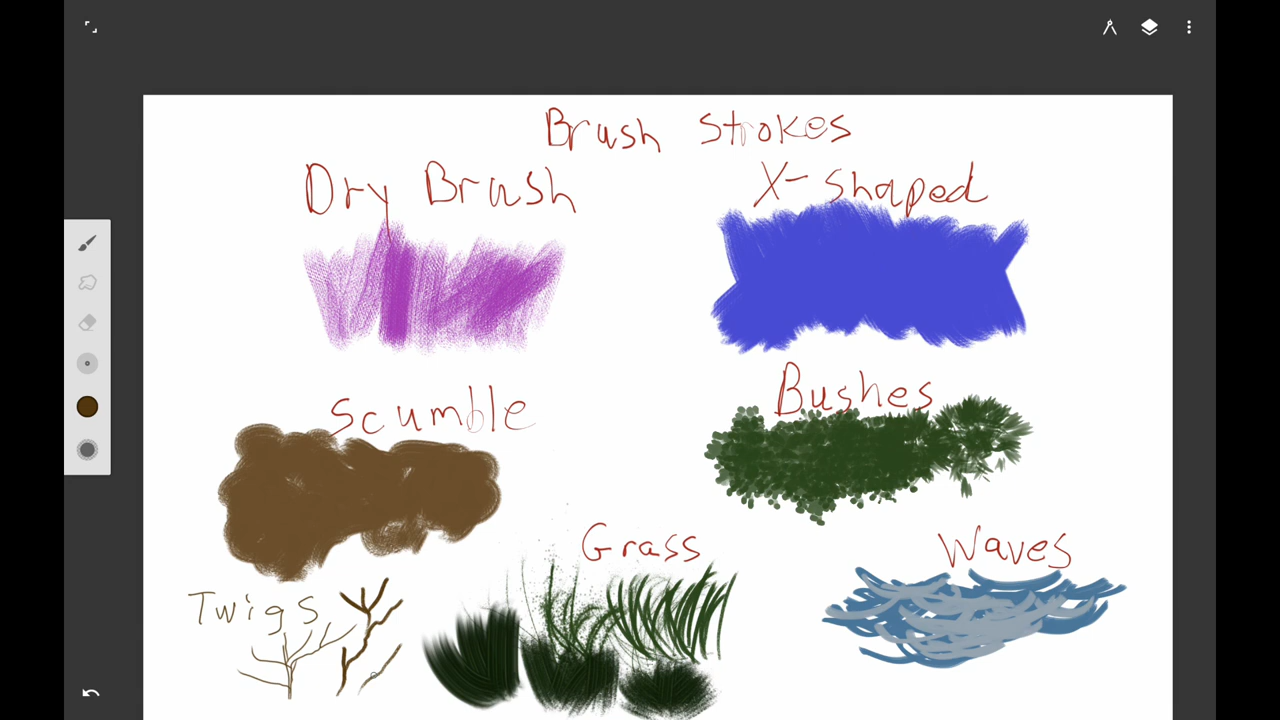 Brush Strokes
Dry Brush
X-Shaped
Scumble
Bushes
Grass
Waves
Twigs